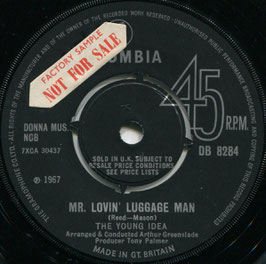 FACTORY SAMPLE
NOT FOR SALE
UMBIA
45
R.P.M.
DONNA MUS.
NCB
7XCA 30437
SOLD IN U.K. SUBJECT TO
RESALE PRICE CONDITIONS,
SEE PRICE LISTS
DB 8284
℗ 1967
MR. LOVIN' LUGGAGE MAN
(Reed-Mason)
THE YOUNG IDEA
Arranged & Conducted Arthur Greenslade
Producer Tony Palmer
MADE IN GT. BRITAIN